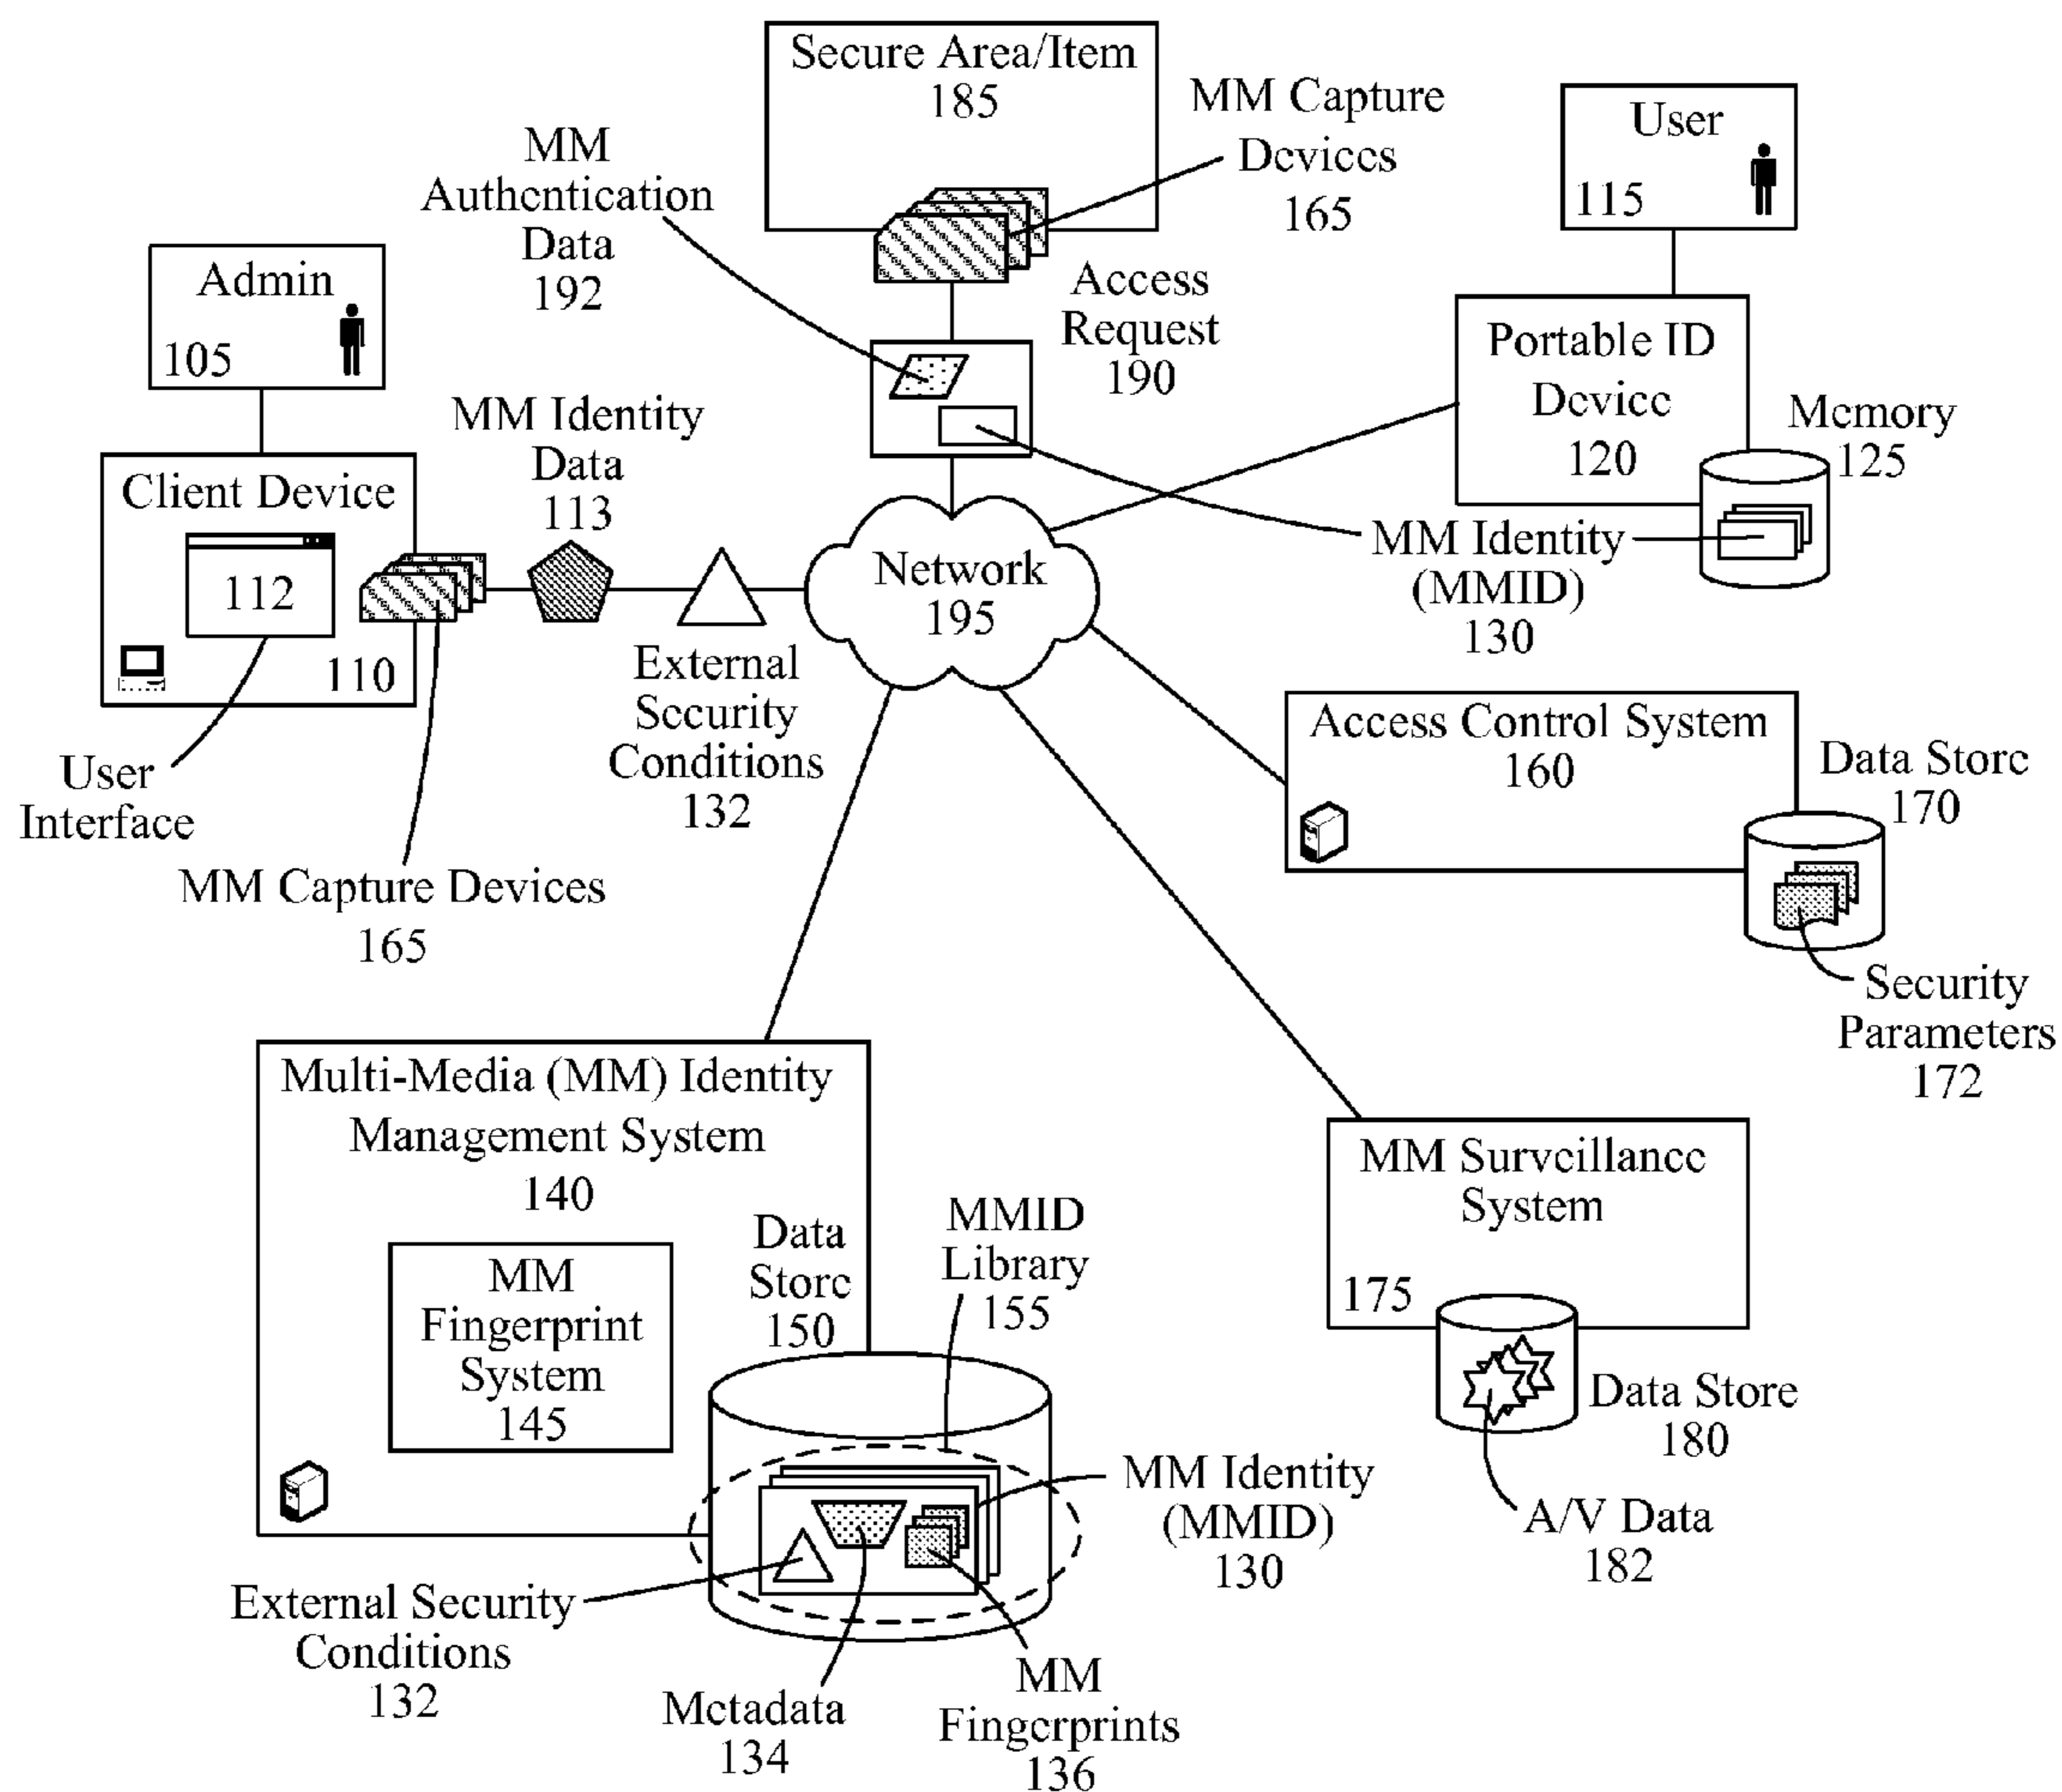 Secure Area/Item
185
MM Capture
Devices
165
User
115
MM
Authentication
Data
192
Admin
105
Access
Request
190
Portable ID
Device
120
Memory
125
MM Identity
Data
113
Client Device
112
110
Network
195
MM Identity
(MMID)
130
External
Security
Conditions
132
User
Interface
MM Capture Devices
165
Access Control System
160
Data Store
170
Security
Parameters
172
Multi-Media (MM) Identity
Management System
140
MM
Fingerprint
System
145
Data
Store
150
MMID
Library
155
MM Surveillance
System
175
Data Store
180
A/V Data
182
MM Identity
(MMID)
130
External Security
Conditions
132
Metadata
134
MM
Fingerprints
136